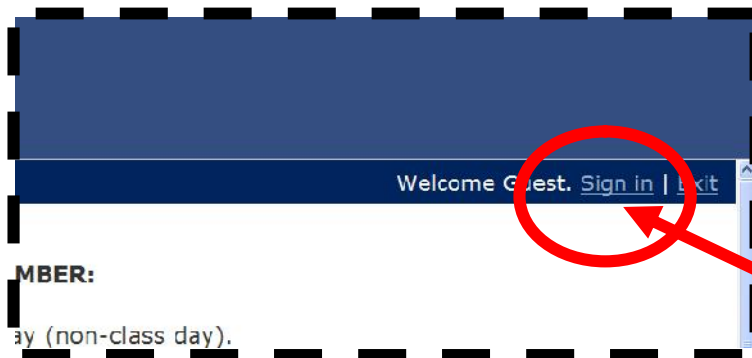 Welcome Guest. Sign in | Exit
MBER:
ay (non-class day).